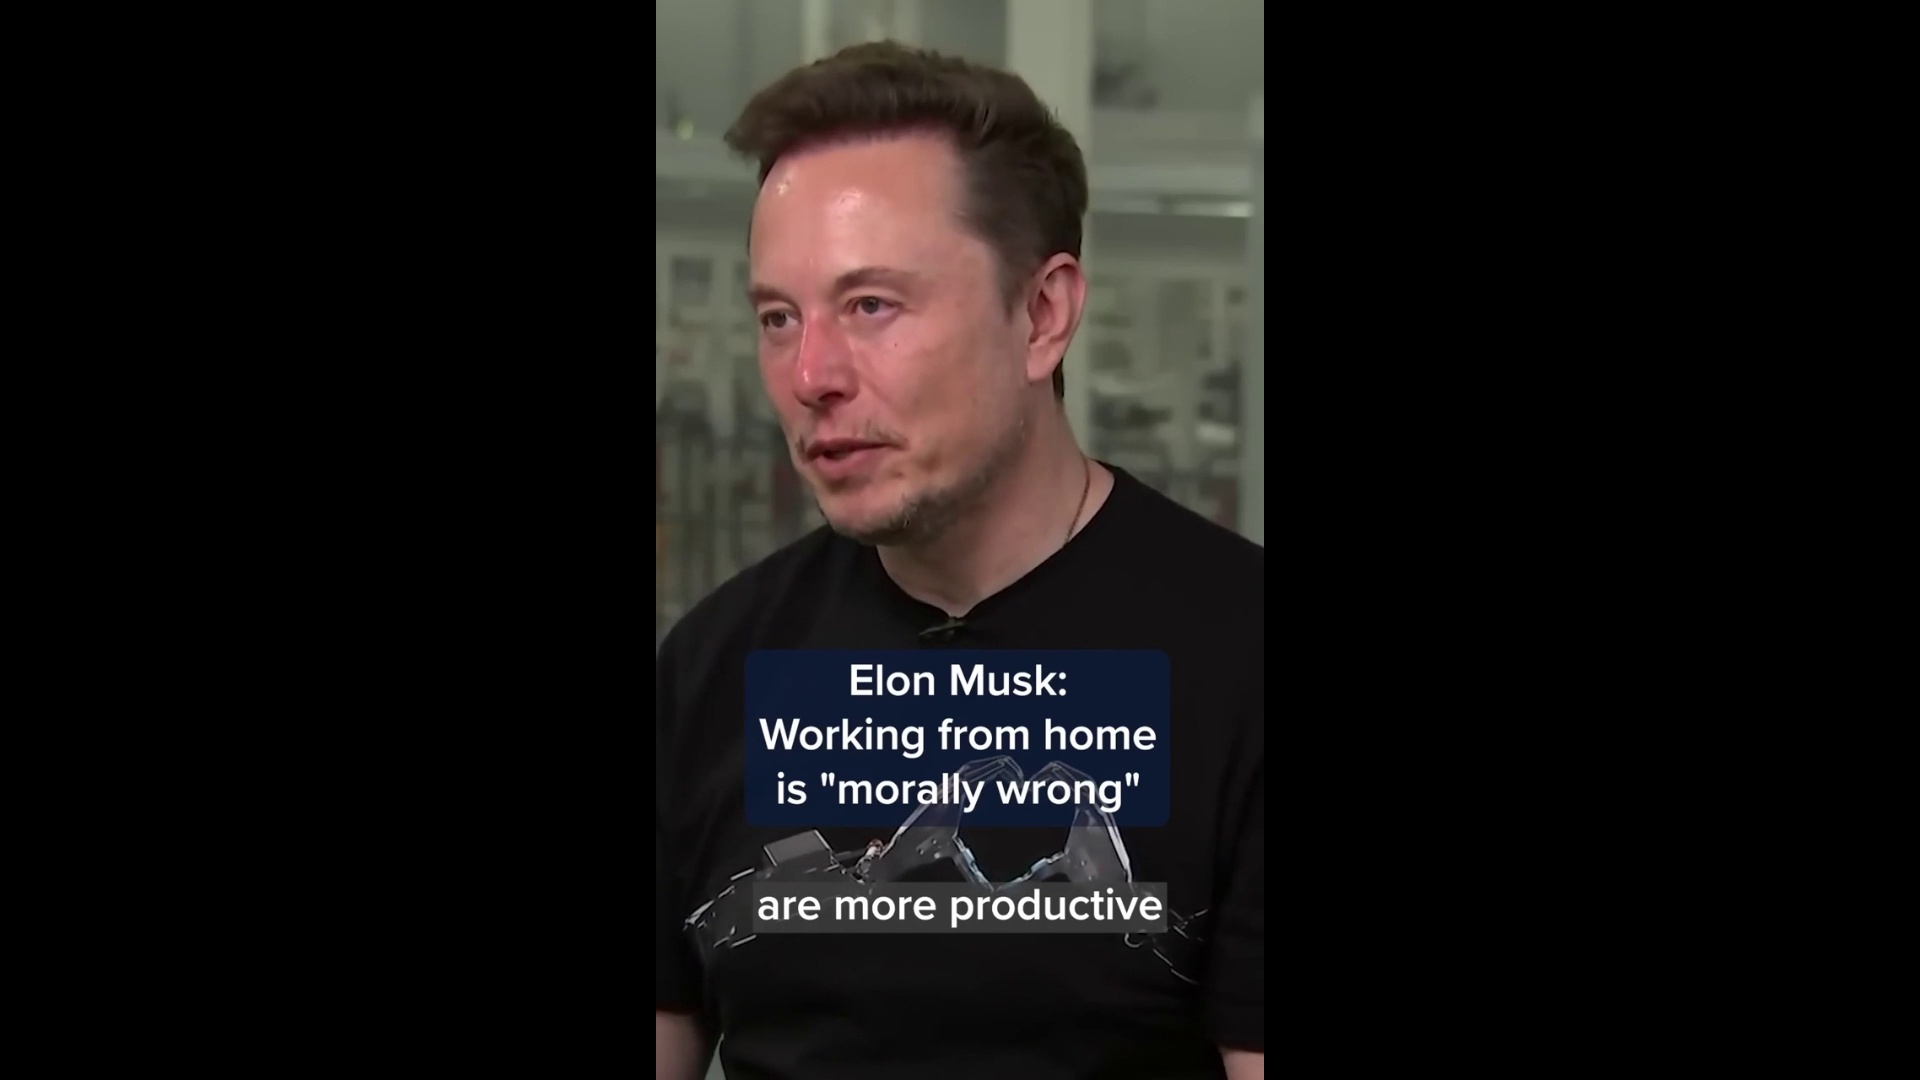 Elon Musk:
Working from home
is "morally wrong"
are more productive